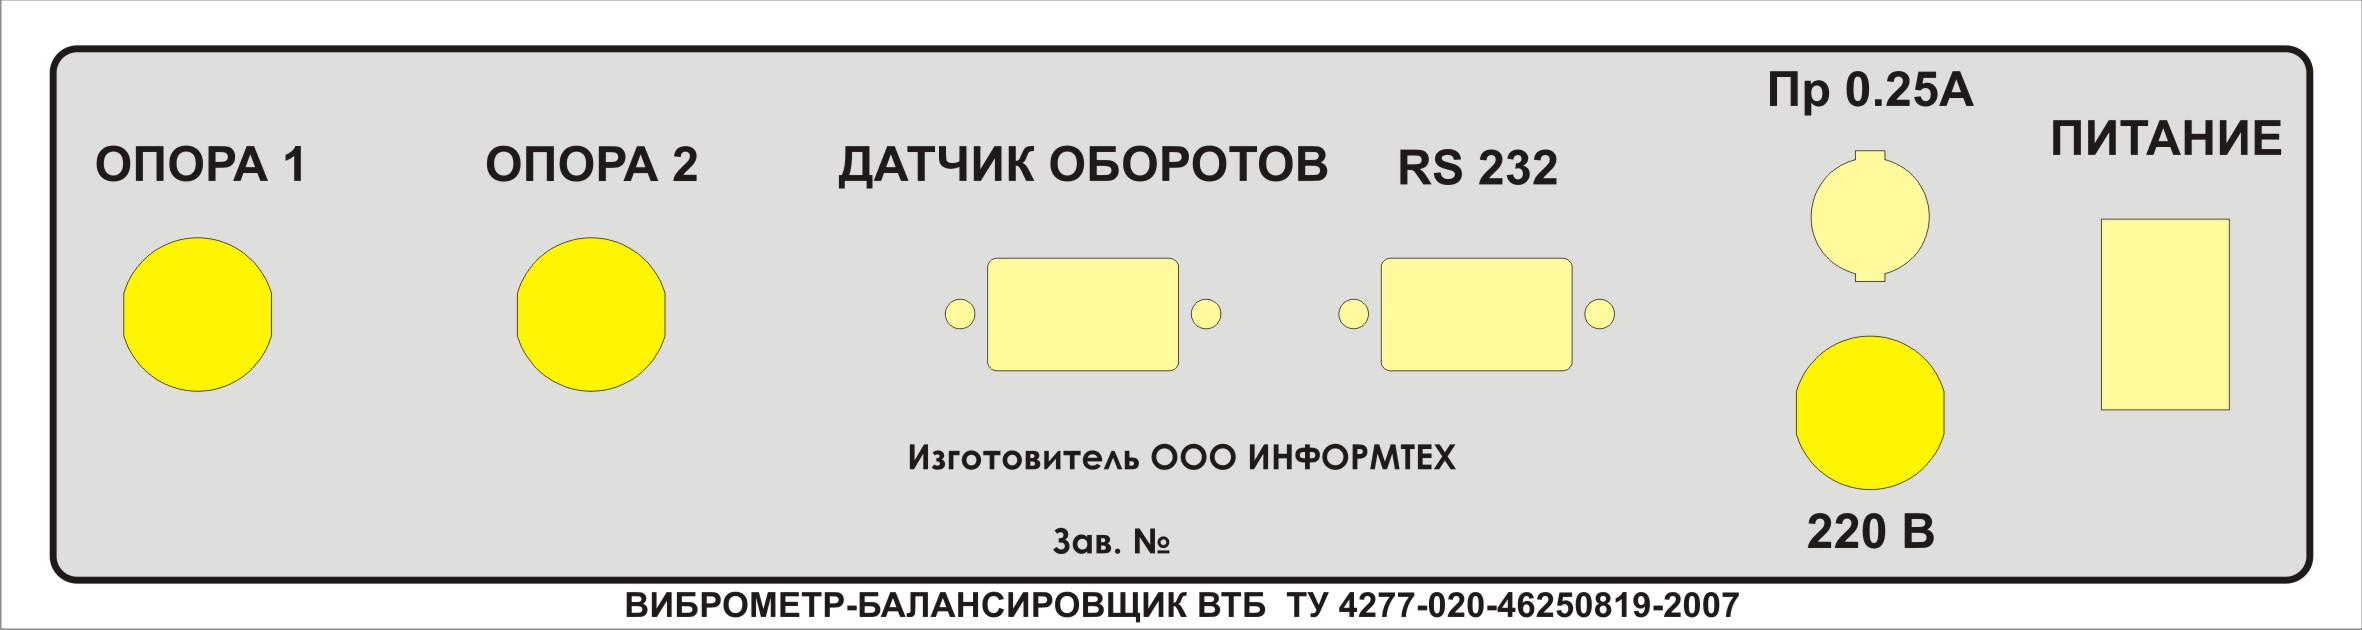 Пр 0.25А
ПИТАНИЕ
ОПОРА 1 ОПОРА 2 ДАТЧИК ОБОРОТОВ RS 232
Изготовитель ООО ИНФОРМТЕХ
220 В
Зав. №
ВИБРОМЕТР-БАЛАНСИРОВЩИК ВТБ ТУ 4277-020-46250819-2007